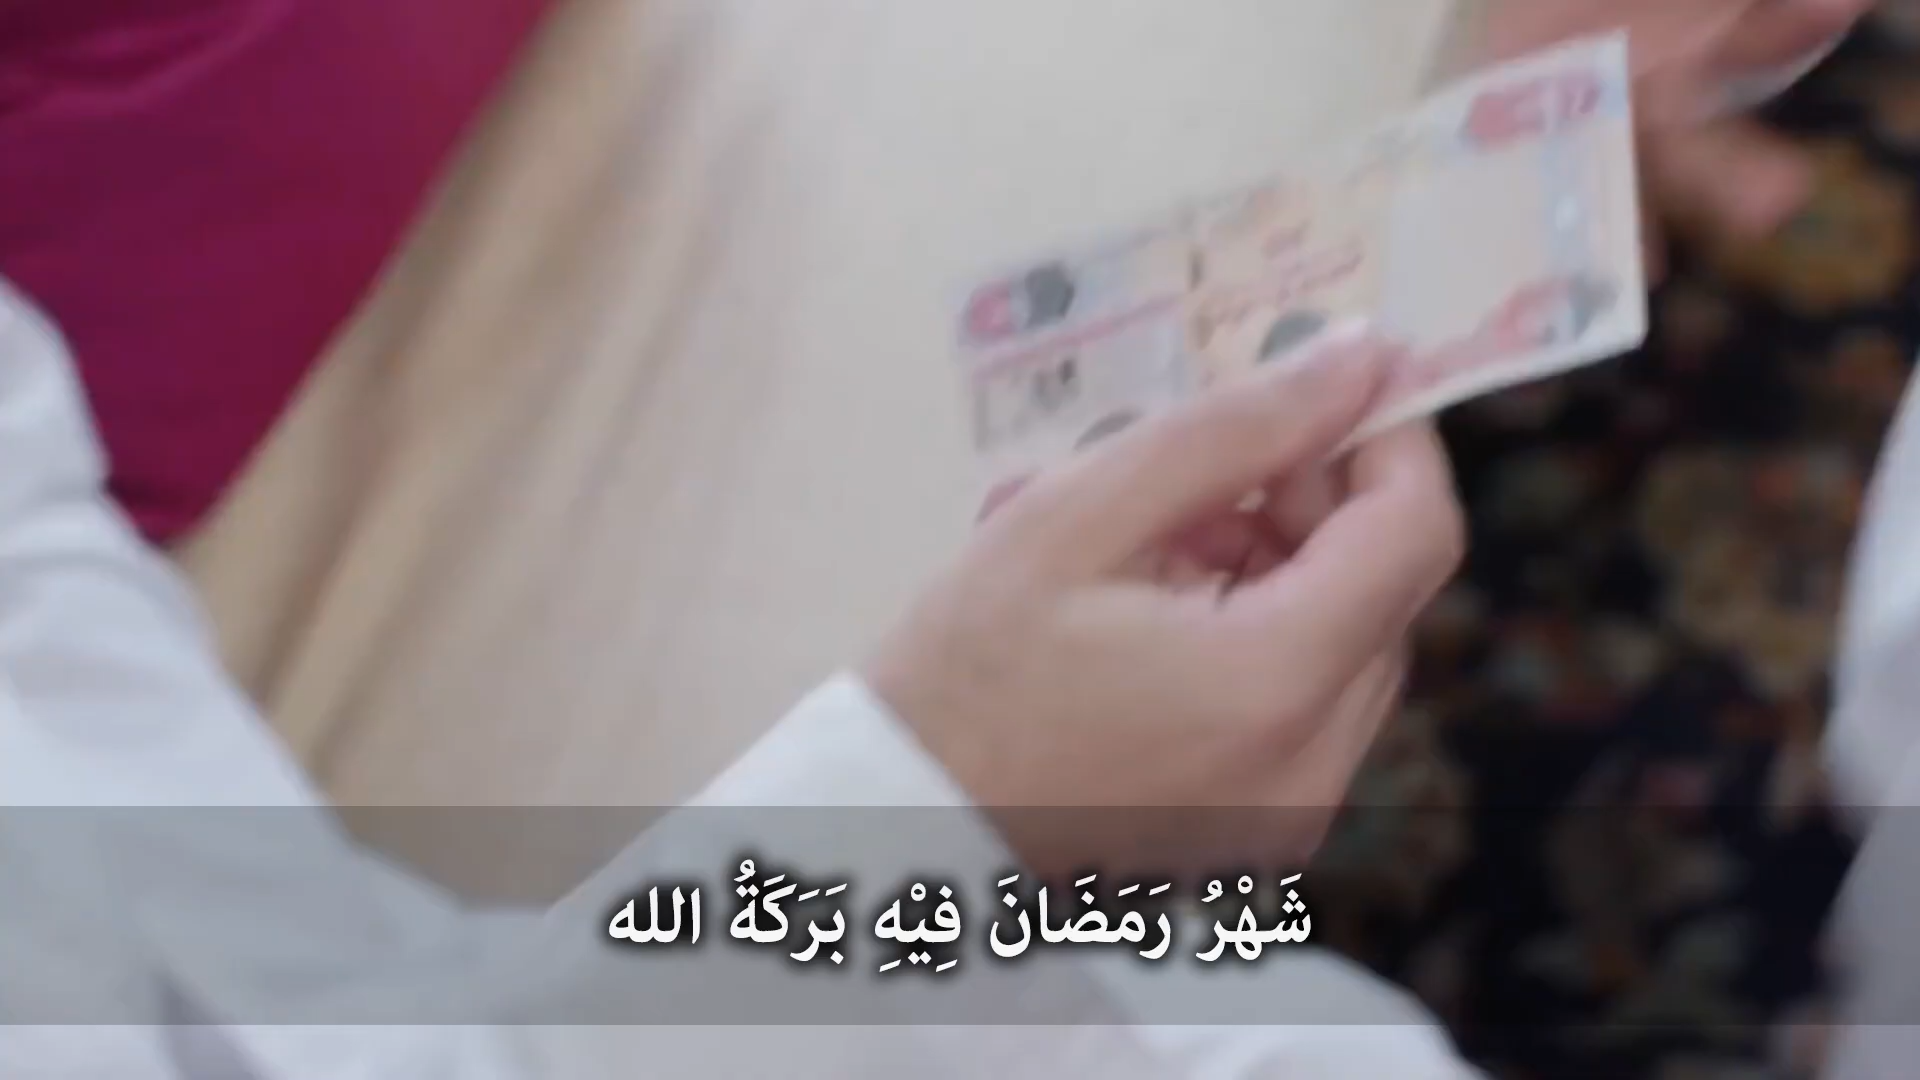 شَهْرُ رَمَضَانَ فِيْهِ بَرَكَةُ الله